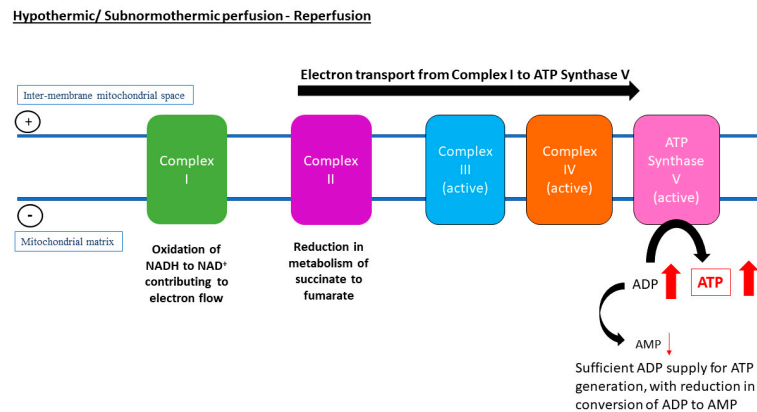 Hypothermic/ Subnormothermic perfusion - Reperfusion
Electron transport from Complex I to ATP Synthase V
Inter-membrane mitochondrial space
+
Complex
I
Complex
II
Complex
III
(active)
Complex
IV
(active)
ATP
Synthase
V
(active)
-
Mitochondrial matrix
Oxidation of
NADH to NAD⁺
contributing to
electron flow
Reduction in
metabolism of
succinate to
fumarate
ADP
ATP
AMP
Sufficient ADP supply for ATP
generation, with reduction in
conversion of ADP to AMP